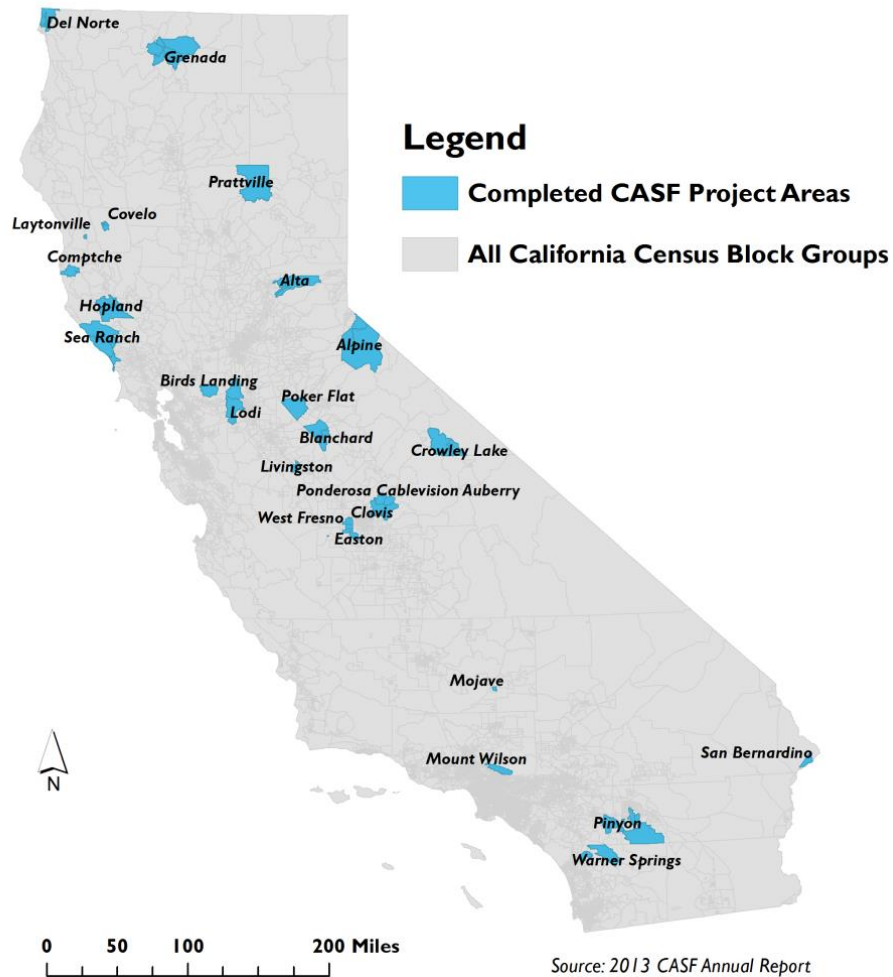 Del Norte
Grenada
Legend
Completed CASF Project Areas
All California Census Block Groups
Prattville
Covelo
Laytonville
Comptche
Alta
Hopland
Sea Ranch
Alpine
Birds Landing
Poker Flat
Lodi
Blanchard
Crowley Lake
Livingston
Ponderosa Cablevision Auberry
West Fresno
Clovis
Easton
Mojave
San Bernardino
Mount Wilson
N
Pinyon
Warner Springs
0 50 100 200 Miles
Source: 2013 CASF Annual Report